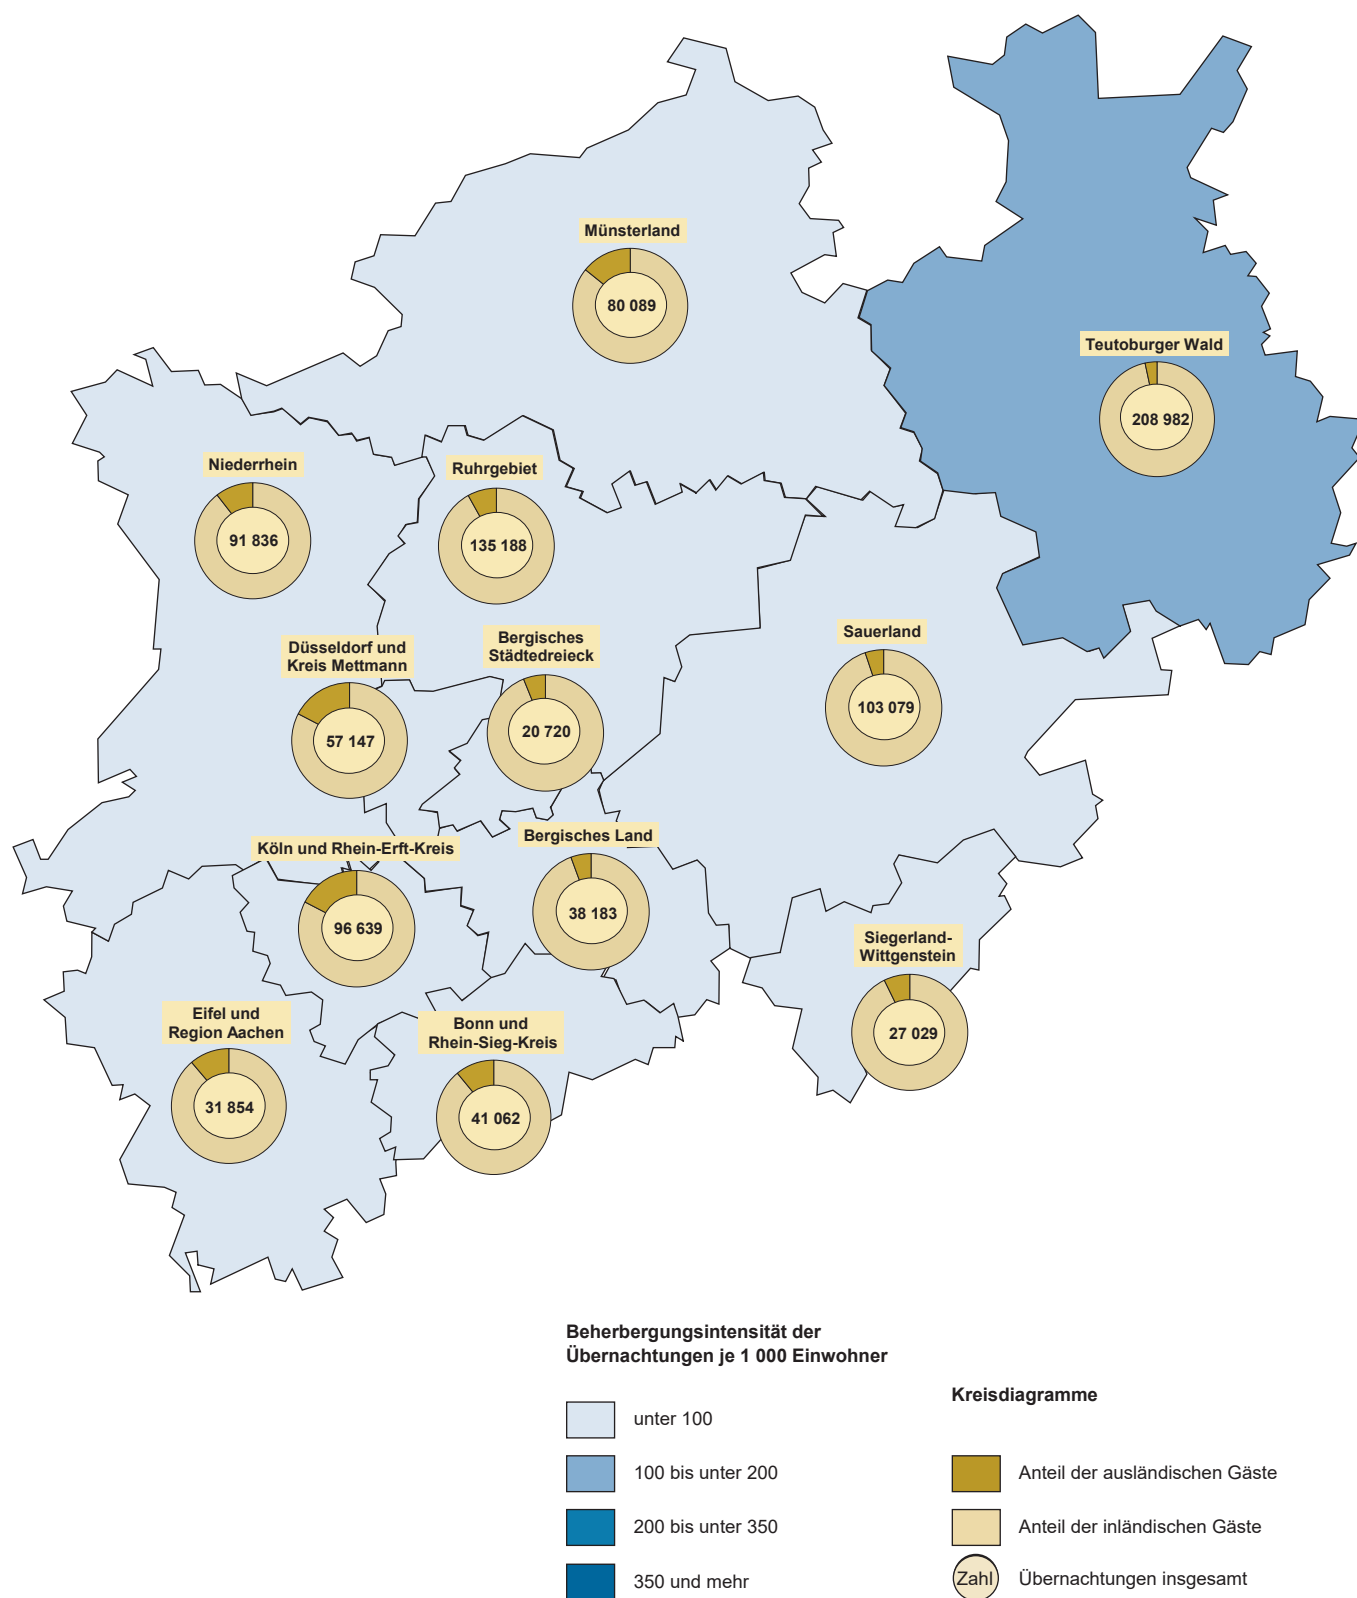 Münsterland
80 089
Teutoburger Wald
208 982
Niederrhein
91 836
Ruhrgebiet
135 188
Düsseldorf und
Kreis Mettmann
57 147
Bergisches
Städtedreieck
20 720
Sauerland
103 079
Köln und Rhein-Erft-Kreis
96 639
Bergisches Land
38 183
Siegerland-
Wittgenstein
27 029
Eifel und
Region Aachen
31 854
Bonn und
Rhein-Sieg-Kreis
41 062
Beherbergungsintensität der
Übernachtungen je 1 000 Einwohner
unter 100
100 bis unter 200
200 bis unter 350
350 und mehr
Kreisdiagramme
Anteil der ausländischen Gäste
Anteil der inländischen Gäste
Zahl Übernachtungen insgesamt